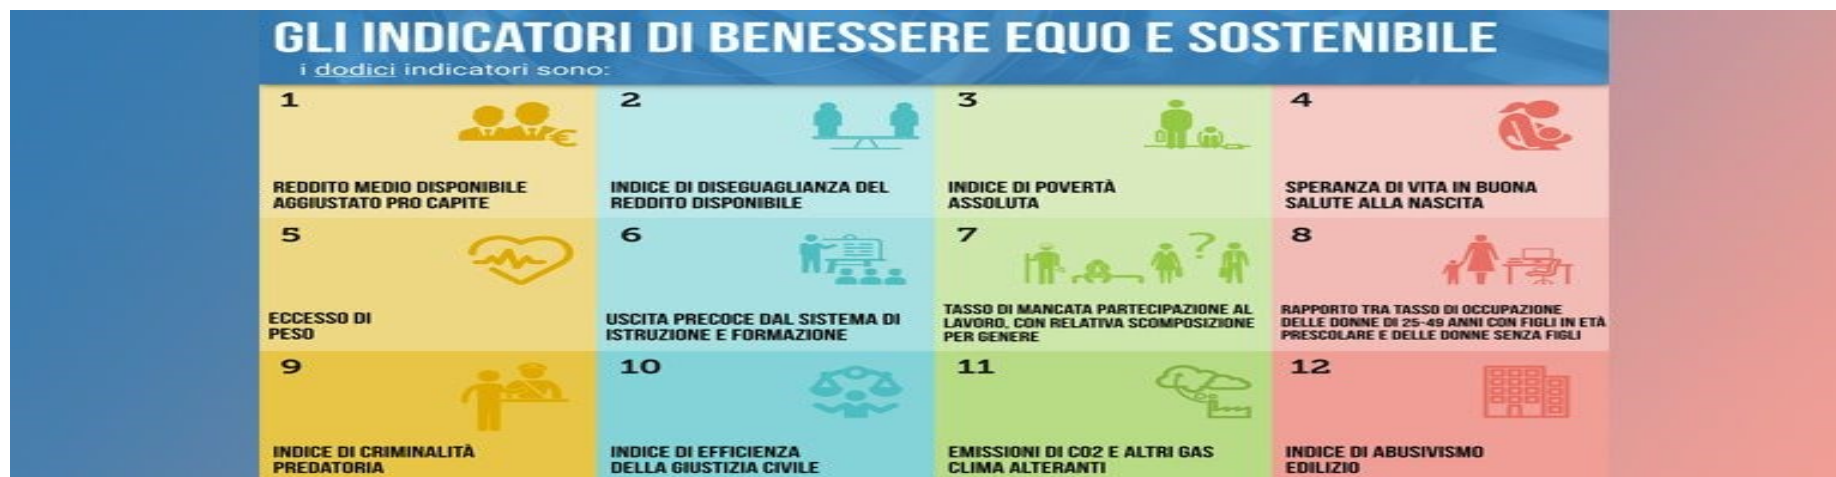 GLI INDICATORI DI BENESSERE EQUO E SOSTENIBILE
i dodici indicatori sono:
1
REDDITO MEDIO DISPONIBILE
AGGIUSTATO PRO CAPITE
2
INDICE DI DISEGUAGLIANZA DEL
REDDITO DISPONIBILE
3
INDICE DI POVERTÀ
ASSOLUTA
4
SPERANZA DI VITA IN BUONA
SALUTE ALLA NASCITA
5
ECCESSO DI
PESO
6
USCITA PRECOCE DAL SISTEMA DI
ISTRUZIONE E FORMAZIONE
7
TASSO DI MANCATA PARTECIPAZIONE AL
LAVORO, CON RELATIVA SCOMPOSIZIONE
PER GENERE
8
RAPPORTO TRA TASSO DI OCCUPAZIONE
DELLE DONNE DI 25-49 ANNI CON FIGLI IN ETÀ
PRESCOLARE E DELLE DONNE SENZA FIGLI
9
INDICE DI CRIMINALITÀ
PREDATORIA
10
INDICE DI EFFICIENZA
DELLA GIUSTIZIA CIVILE
11
EMISSIONI DI CO2 E ALTRI GAS
CLIMA ALTERANTI
12
INDICE DI ABUSIVISMO
EDILIZIO